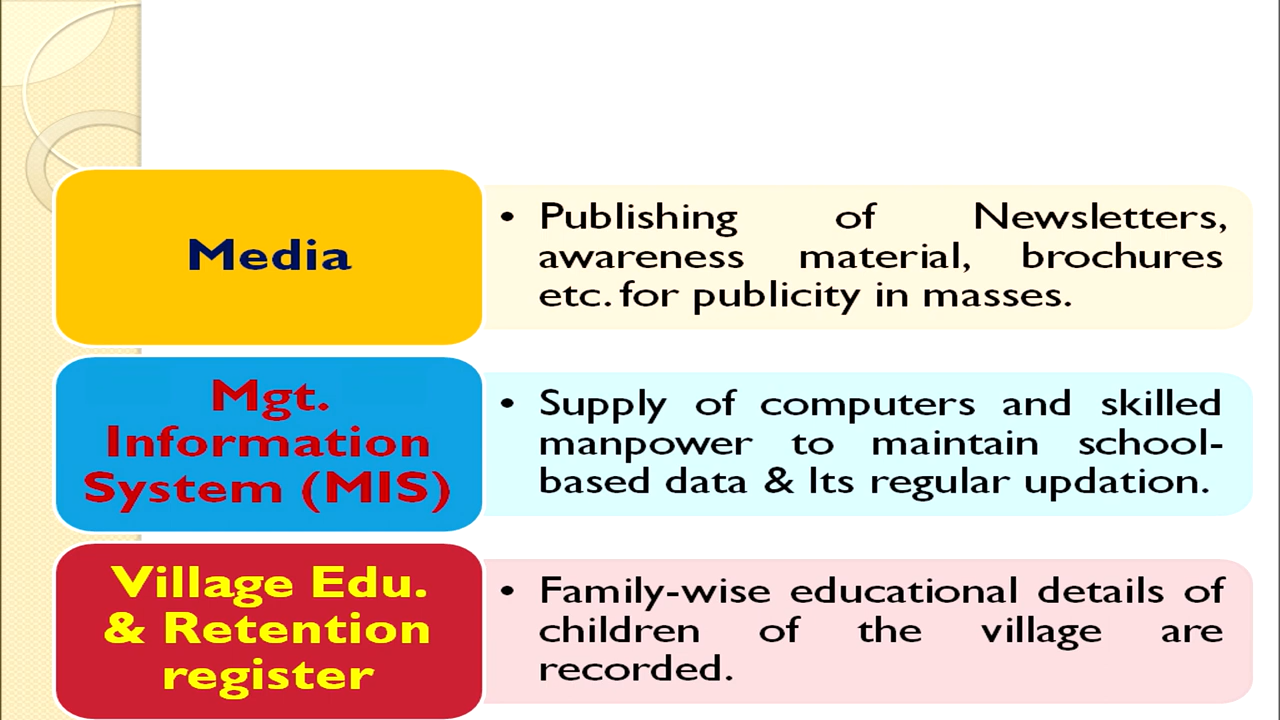 Media
• Publishing of Newsletters,
awareness material, brochures
etc. for publicity in masses.
Mgt.
Information
System (MIS)
• Supply of computers and skilled
manpower to maintain school-
based data & Its regular updation.
Village Edu.
& Retention
register
• Family-wise educational details of
children of the village are
recorded.